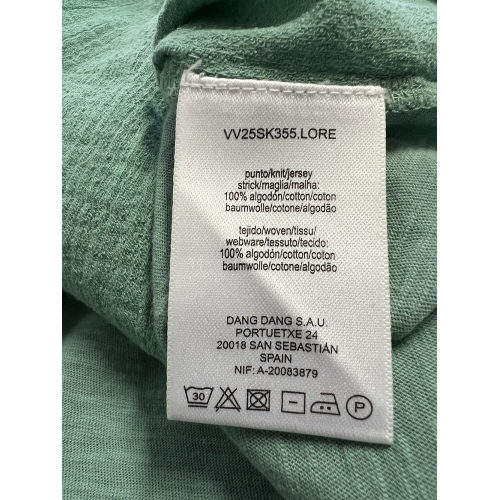 VV25SK355.LORE
punto/knit/jersey
strick/maglia/malha:
100% algodón/cotton/coton
baumwolle/cotone/algodão
tejido/woven/tissu/
webware/tessuto/tecido:
100% algodón/cotton/coton
baumwolle/cotone/algodão
DANG DANG S.A.U.
PORTUETXE 24
20018 SAN SEBASTIÁN
SPAIN
NIF: A-20083879
30 P